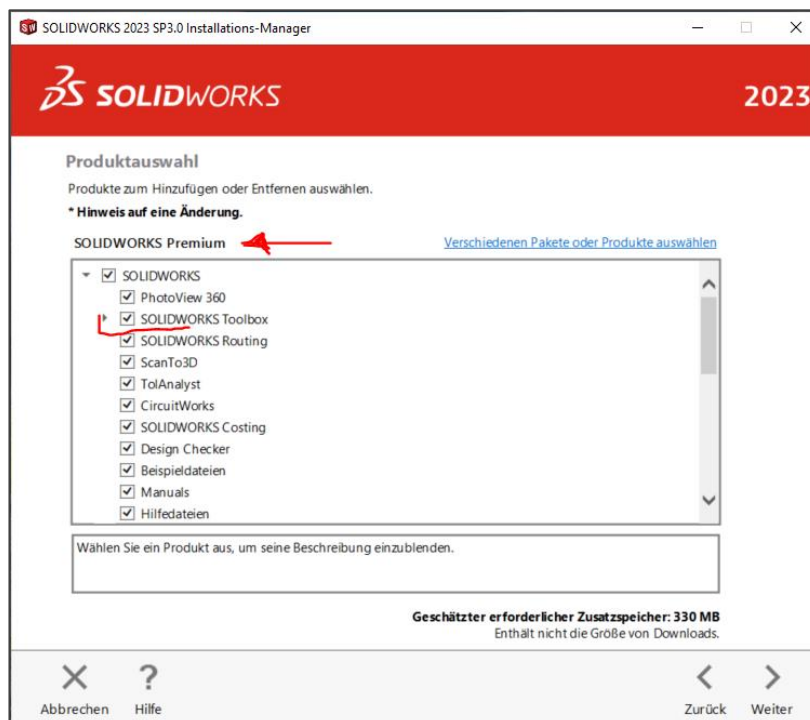 SOLIDWORKS 2023 SP3.0 Installations-Manager
SOLIDWORKS 2023
Produktauswahl
Produkte zum Hinzufügen oder Entfernen auswählen.
* Hinweis auf eine Änderung.
SOLIDWORKS Premium Verschiedenen Pakete oder Produkte auswählen
SOLIDWORKS
PhotoView 360
SOLIDWORKS Toolbox
SOLIDWORKS Routing
ScanTo3D
TolAnalyst
CircuitWorks
SOLIDWORKS Costing
Design Checker
Beispieldateien
Manuals
Hilfedateien
Wählen Sie ein Produkt aus, um seine Beschreibung einzublenden.
Geschätzter erforderlicher Zusatzspeicher: 330 MB
Enthält nicht die Größe von Downloads.
Abbrechen Hilfe Zurück Weiter